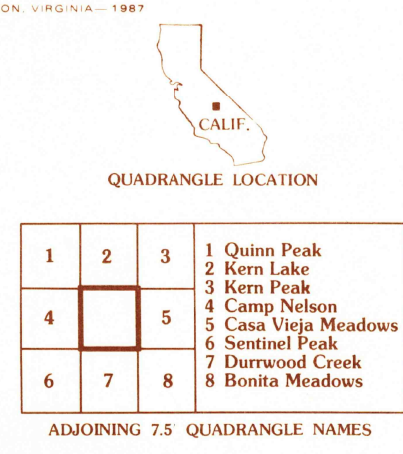 ON, VIRGINIA—1987
CALIF.
QUADRANGLE LOCATION
1 2 3
4 5
6 7 8
1 Quinn Peak
2 Kern Lake
3 Kern Peak
4 Camp Nelson
5 Casa Vieja Meadows
6 Sentinel Peak
7 Durrwood Creek
8 Bonita Meadows
ADJOINING 7.5' QUADRANGLE NAMES